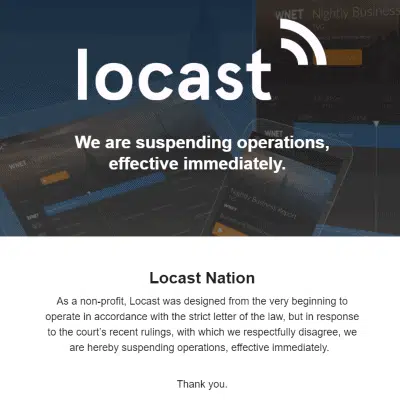 WNET
Nightly Business
locast
We are suspending operations,
effective immediately.
WNET
Nightly Business Report
Locast Nation
As a non-profit, Locast was designed from the very beginning to
operate in accordance with the strict letter of the law, but in response
to the court’s recent rulings, with which we respectfully disagree, we
are hereby suspending operations, effective immediately.
Thank you.